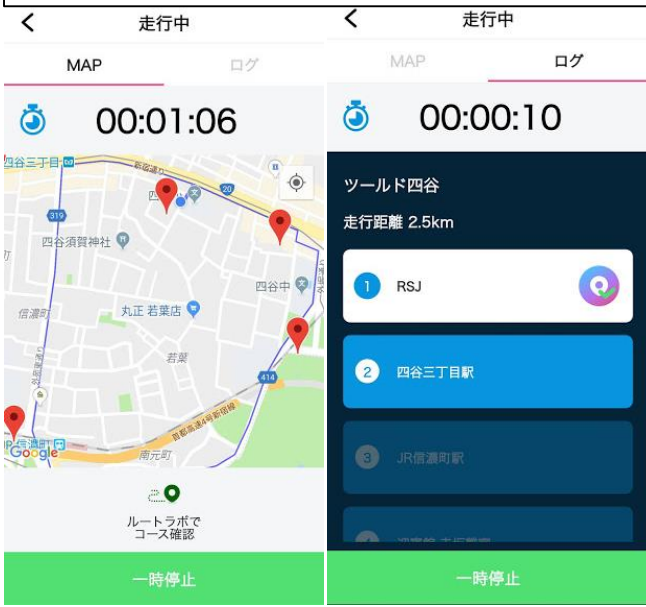 走行中
MAP
ログ
00:01:06
四谷三丁目
新宿通り
20
319
四谷須賀神社
四谷中
丸正 若葉店
信濃町
若葉
外苑東通り
414
首都高速4号新宿線
信濃町
Google
南元町
ルートラボで
コース確認
一時停止
走行中
MAP
ログ
00:00:10
ツールド四谷
走行距離 2.5km
1 RSJ
2 四谷三丁目駅
3 JR信濃町駅
一時停止